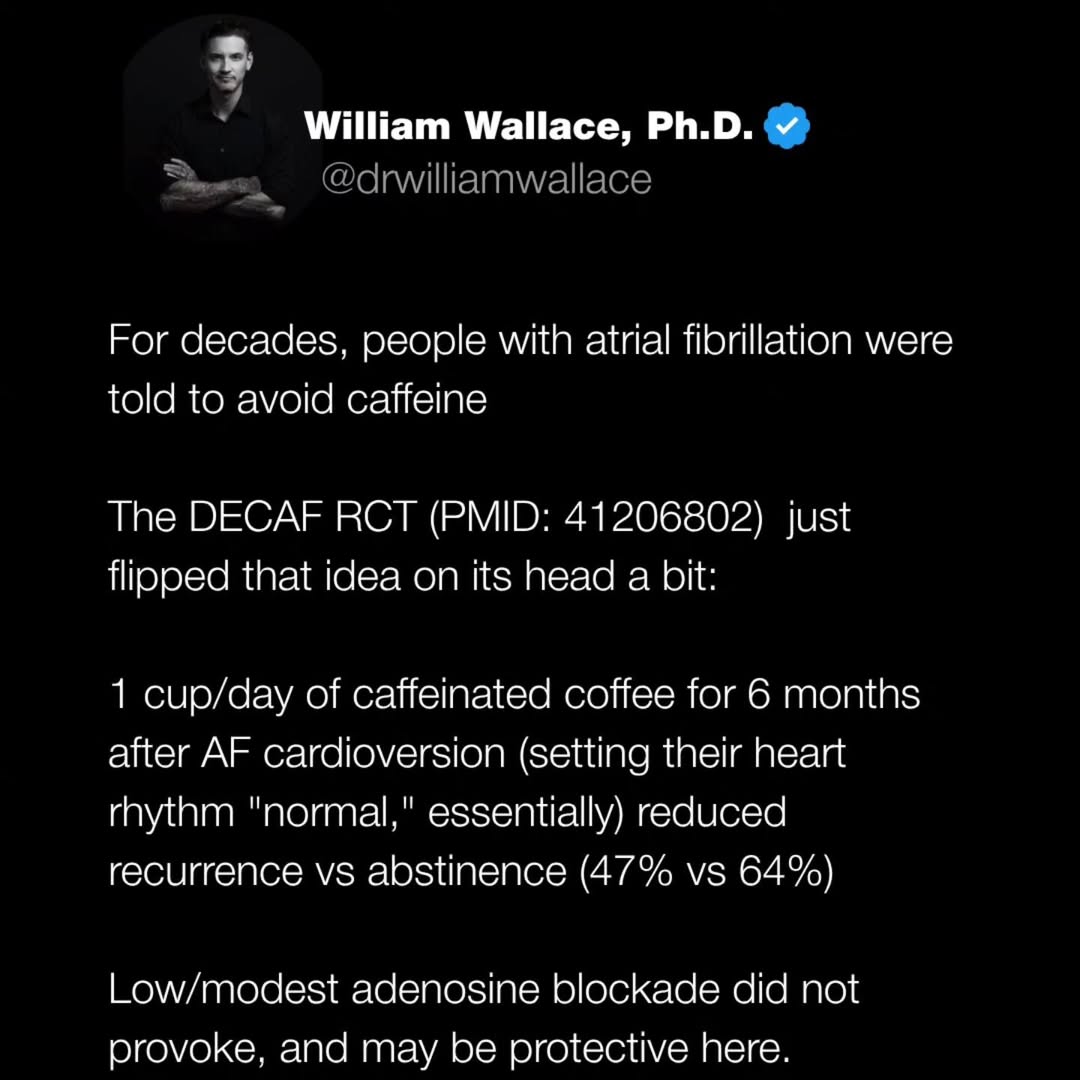 William Wallace, Ph.D.
@drwilliamwallace
For decades, people with atrial fibrillation were
told to avoid caffeine
The DECAF RCT (PMID: 41206802)  just
flipped that idea on its head a bit:
1 cup/day of caffeinated coffee for 6 months
after AF cardioversion (setting their heart
rhythm "normal," essentially) reduced
recurrence vs abstinence (47% vs 64%)
Low/modest adenosine blockade did not
provoke, and may be protective here.